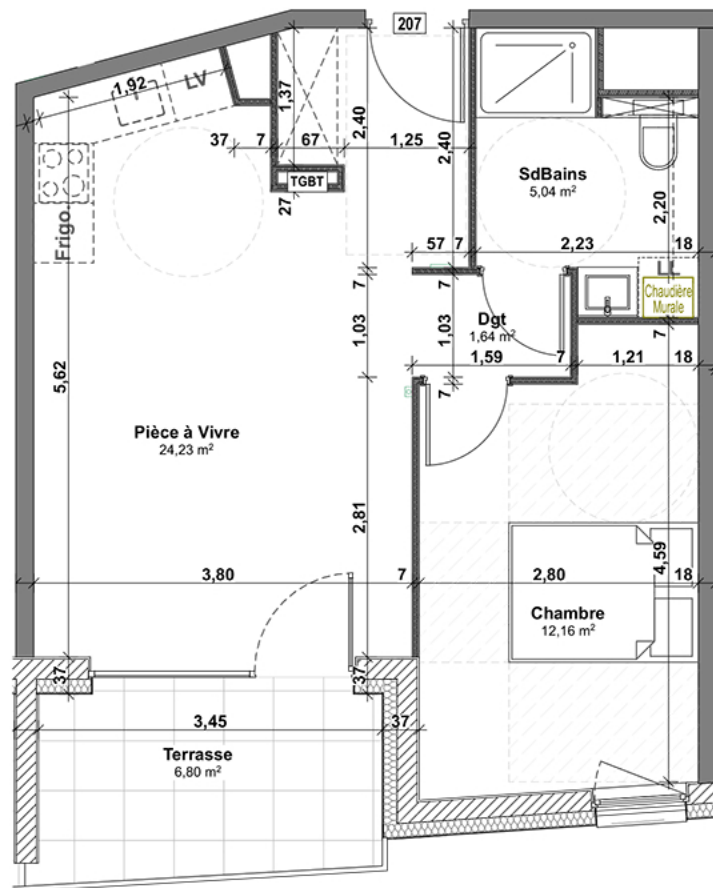 207
1,92
LV
1,37
2,40
2,40
37
7
67
1,25
TGBT
27
Frigo.
SdBains
5,04 m²
2,20
57
7
2,23
18
LL
Chaudière
Murale
7
7
1,03
1,03
Dgt
1,64 m²
1,59
7
1,21
7
18
7
5,62
Pièce à Vivre
24,23 m²
2,81
4,59
3,80
7
2,80
18
Chambre
12,16 m²
37
37
3,45
37
Terrasse
6,80 m²